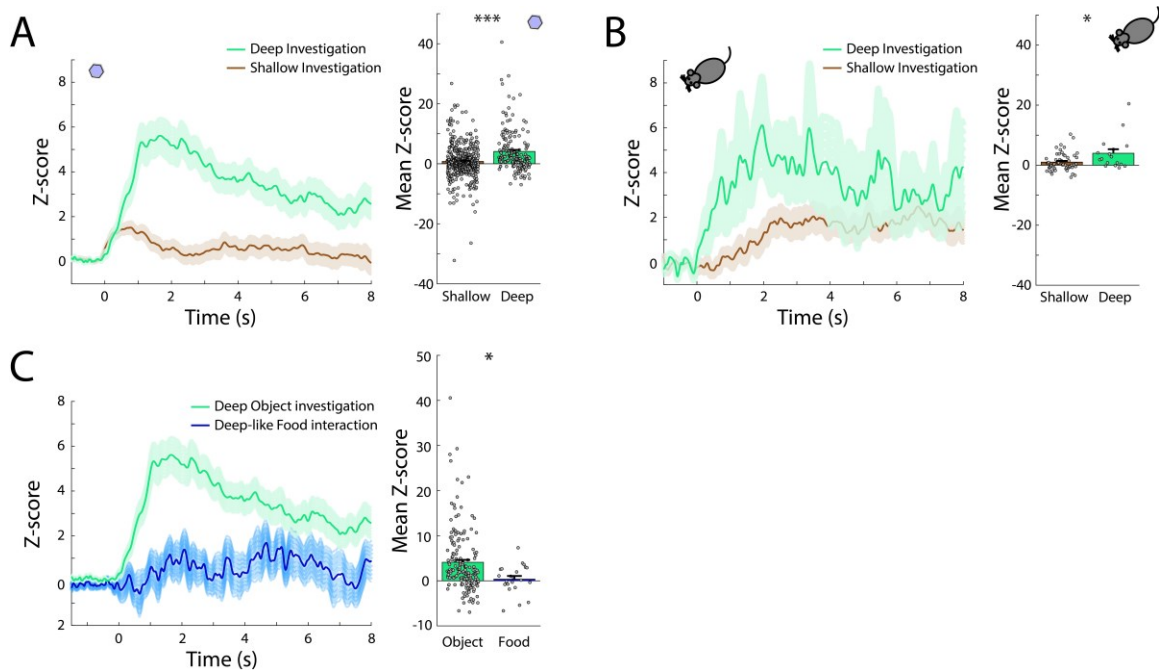 A
Deep Investigation
Shallow Investigation
Z-score
8
6
4
2
0
0 2 4 6 8
Time (s)
***
Mean Z-score
40
20
0
-20
-40
Shallow Deep
B
Deep Investigation
Shallow Investigation
Z-score
8
6
4
2
0
0 2 4 6 8
Time (s)
*
Mean Z-score
40
20
0
-20
-40
Shallow Deep
C
Deep Object investigation
Deep-like Food interaction
Z-score
8
6
4
2
0
2
0 2 4 6 8
Time (s)
*
Mean Z-score
50
40
30
20
10
0
-10
Object Food